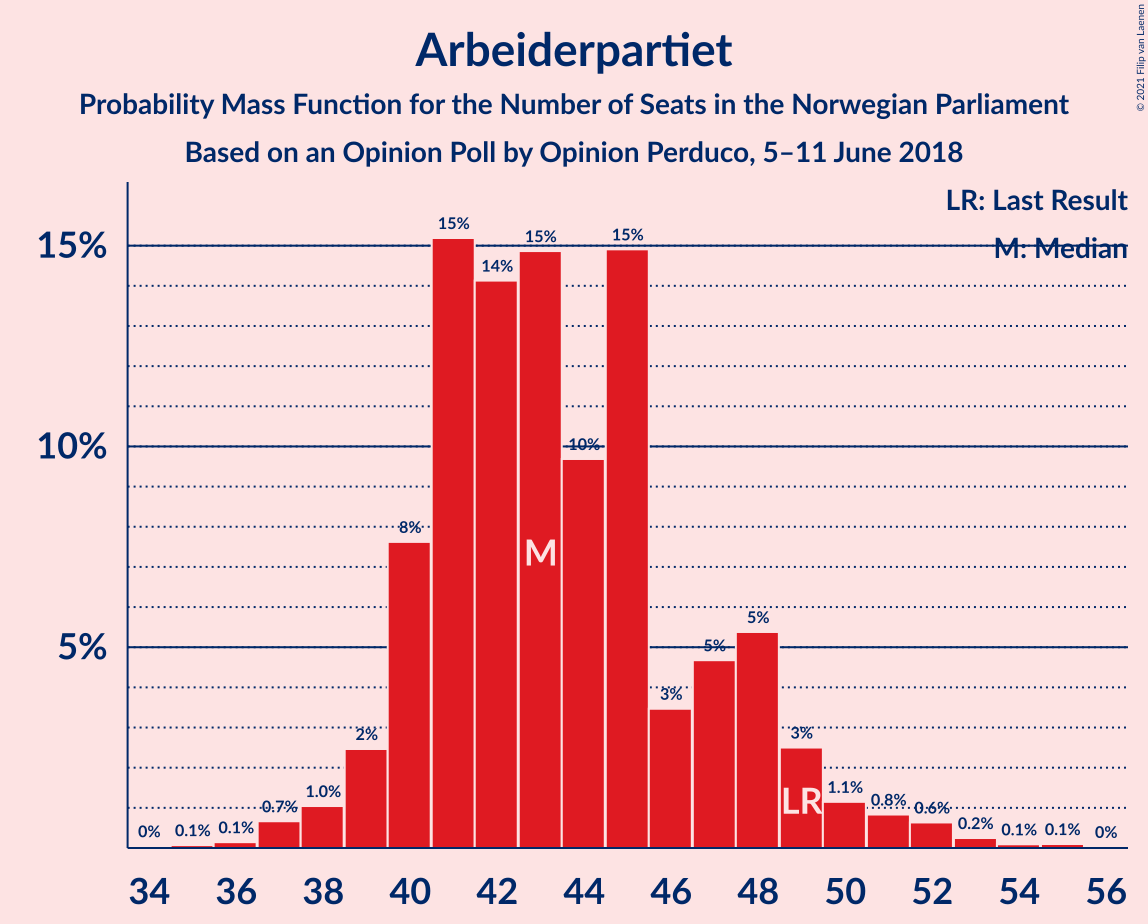 Arbeiderpartiet
Probability Mass Function for the Number of Seats in the Norwegian Parliament
Based on an Opinion Poll by Opinion Perduco, 5–11 June 2018
© 2021 Filip van Laenen
LR: Last Result
M: Median
15%
10%
5%
0%
0.1%
0.1%
0.7%
1.0%
2%
8%
15%
14%
15%
10%
15%
3%
5%
5%
3%
1.1%
0.8%
0.6%
0.2%
0.1%
0.1%
0%
M
LR
34 36 38 40 42 44 46 48 50 52 54 56